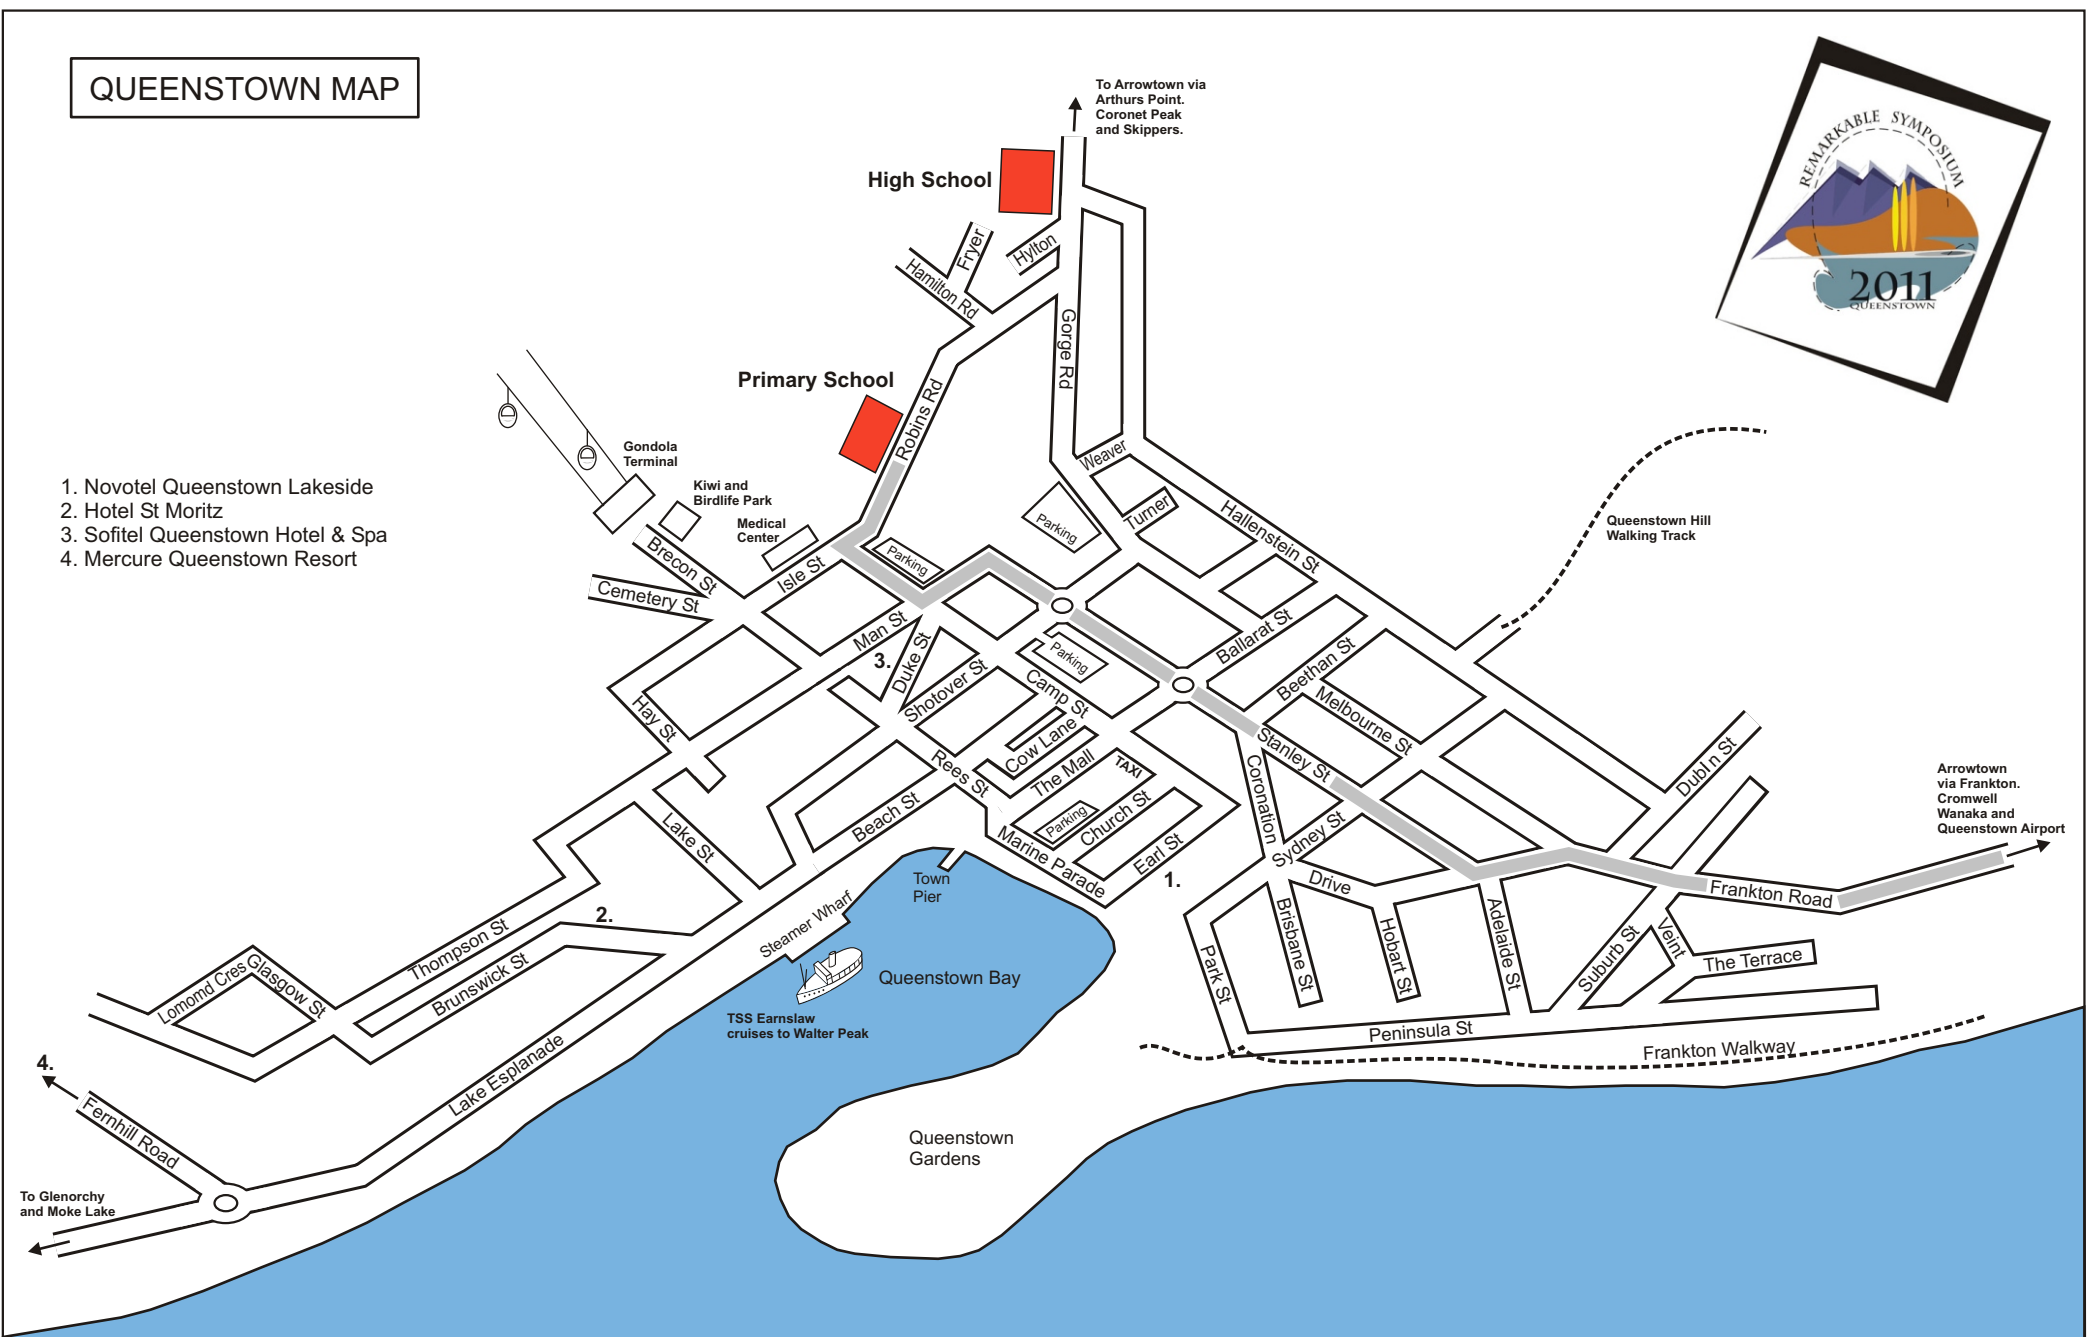 QUEENSTOWN MAP
To Arrowtown via
Arthurs Point.
Coronet Peak
and Skippers.
REMARKABLE SYMPOSIUM
2011
QUEENSTOWN
High School
Hylton
Fryer
Hamilton Rd
Gorge Rd
Primary School
Robins Rd
Gondola
Terminal
Kiwi and
Birdlife Park
Medical
Center
1. Novotel Queenstown Lakeside
2. Hotel St Moritz
3. Sofitel Queenstown Hotel & Spa
4. Mercure Queenstown Resort
Weaver
Turner
Parking
Hallenstein St
Queenstown Hill
Walking Track
Brecon St
Isle St
Parking
Cemetery St
Man St
3.
Duke St
Parking
Ballarat St
Beethan St
Hay St
Shotover St
Camp St
Melbourne St
Cow Lane
Rees St
The Mall
TAXI
Stanley St
Coronation
Dubln St
Arrowtown
via Frankton.
Cromwell
Wanaka and
Queenstown Airport
Lake St
Beach St
Parking
Church St
Marine Parade
Earl St
1.
Sydney St
Drive
Frankton Road
Town
Pier
Steamer Wharf
2.
Thompson St
Brunswick St
Lomomd Cres
Glasgow St
Queenstown Bay
TSS Earnslaw
cruises to Walter Peak
Park St
Brisbane St
Hobart St
Adelaide St
Suburb St
Veint
The Terrace
Peninsula St
Frankton Walkway
Lake Esplanade
4.
Fernhill Road
To Glenorchy
and Moke Lake
Queenstown
Gardens